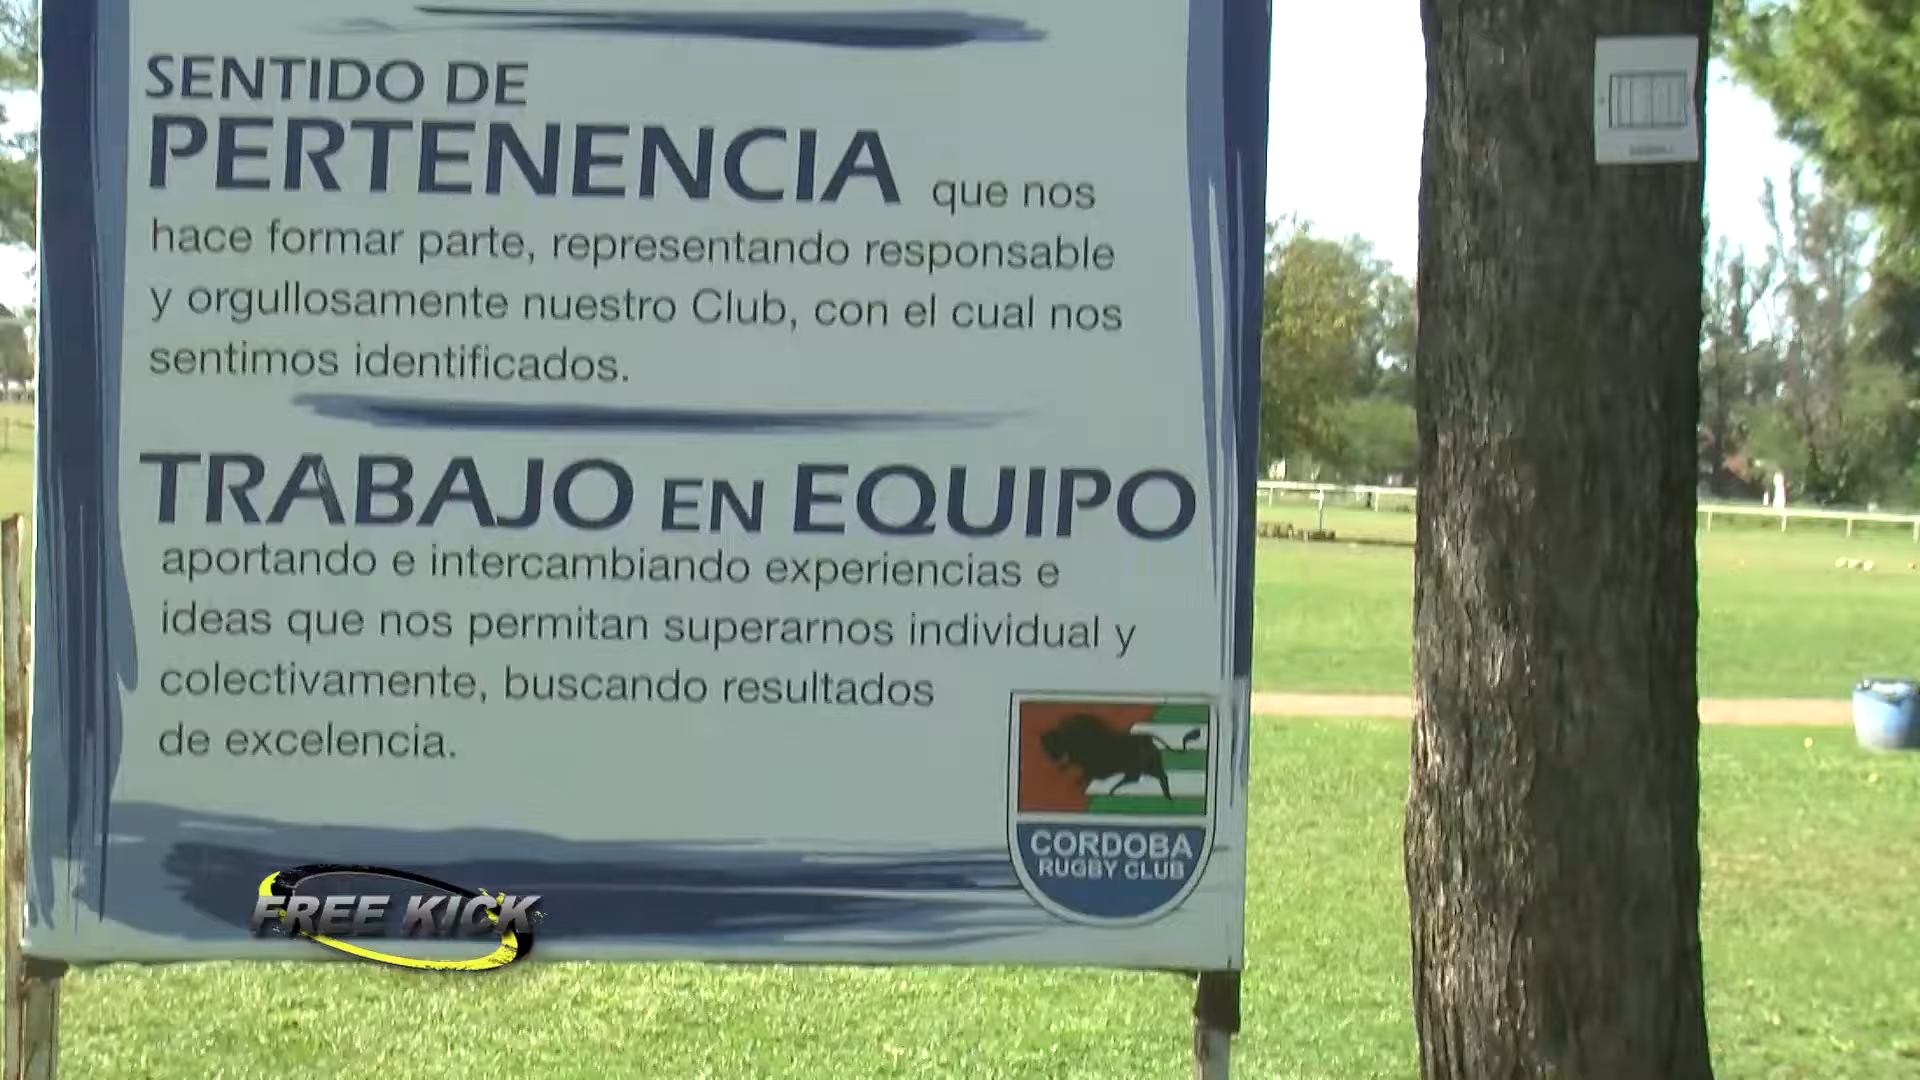 SENTIDO DE
PERTENENCIA que nos
hace formar parte, representando responsable
y orgullosamente nuestro Club, con el cual nos
sentimos identificados.
TRABAJO EN EQUIPO
aportando e intercambiando experiencias e
ideas que nos permitan superarnos individual y
colectivamente, buscando resultados
de excelencia.
CORDOBA
RUGBY CLUB
FREE KICK